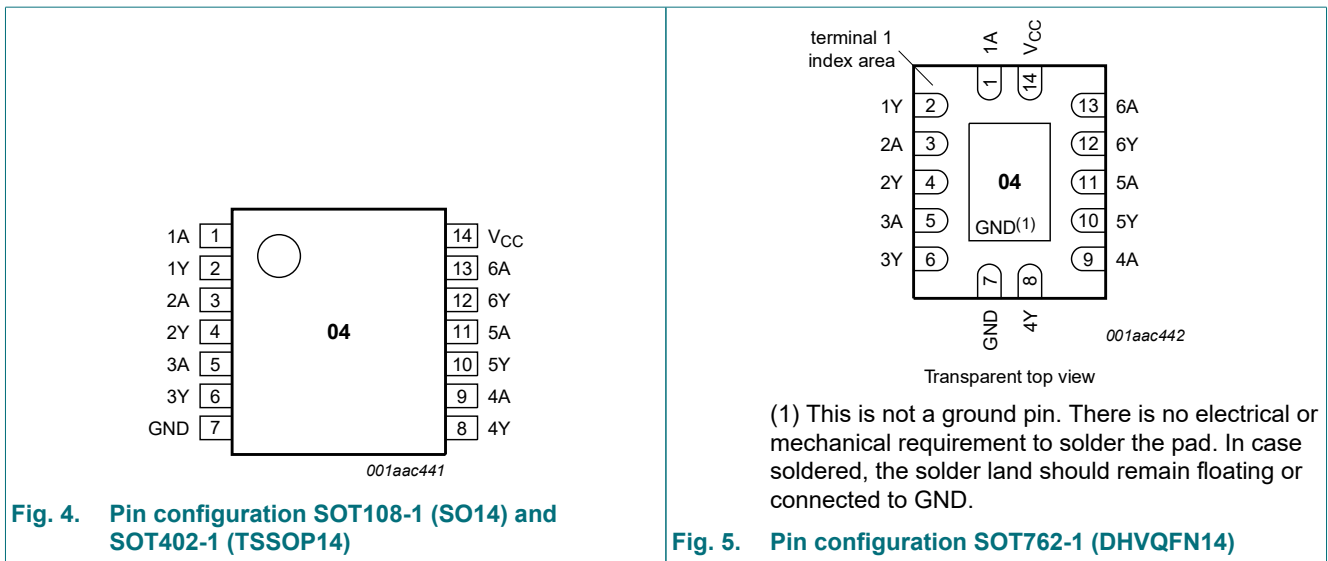 1A 1
1Y 2
2A 3
2Y 4
3A 5
3Y 6
GND 7
04
14 VCC
13 6A
12 6Y
11 5A
10 5Y
9 4A
8 4Y
001aac441
Fig. 4. Pin configuration SOT108-1 (SO14) and
SOT402-1 (TSSOP14)
terminal 1
index area
1A
VCC
1
14
1Y 2
2A 3
2Y 4
3A 5
3Y 6
04
GND(1)
13 6A
12 6Y
11 5A
10 5Y
9 4A
7
8
GND
4Y
001aac442
Transparent top view
(1) This is not a ground pin. There is no electrical or
mechanical requirement to solder the pad. In case
soldered, the solder land should remain floating or
connected to GND.
Fig. 5. Pin configuration SOT762-1 (DHVQFN14)